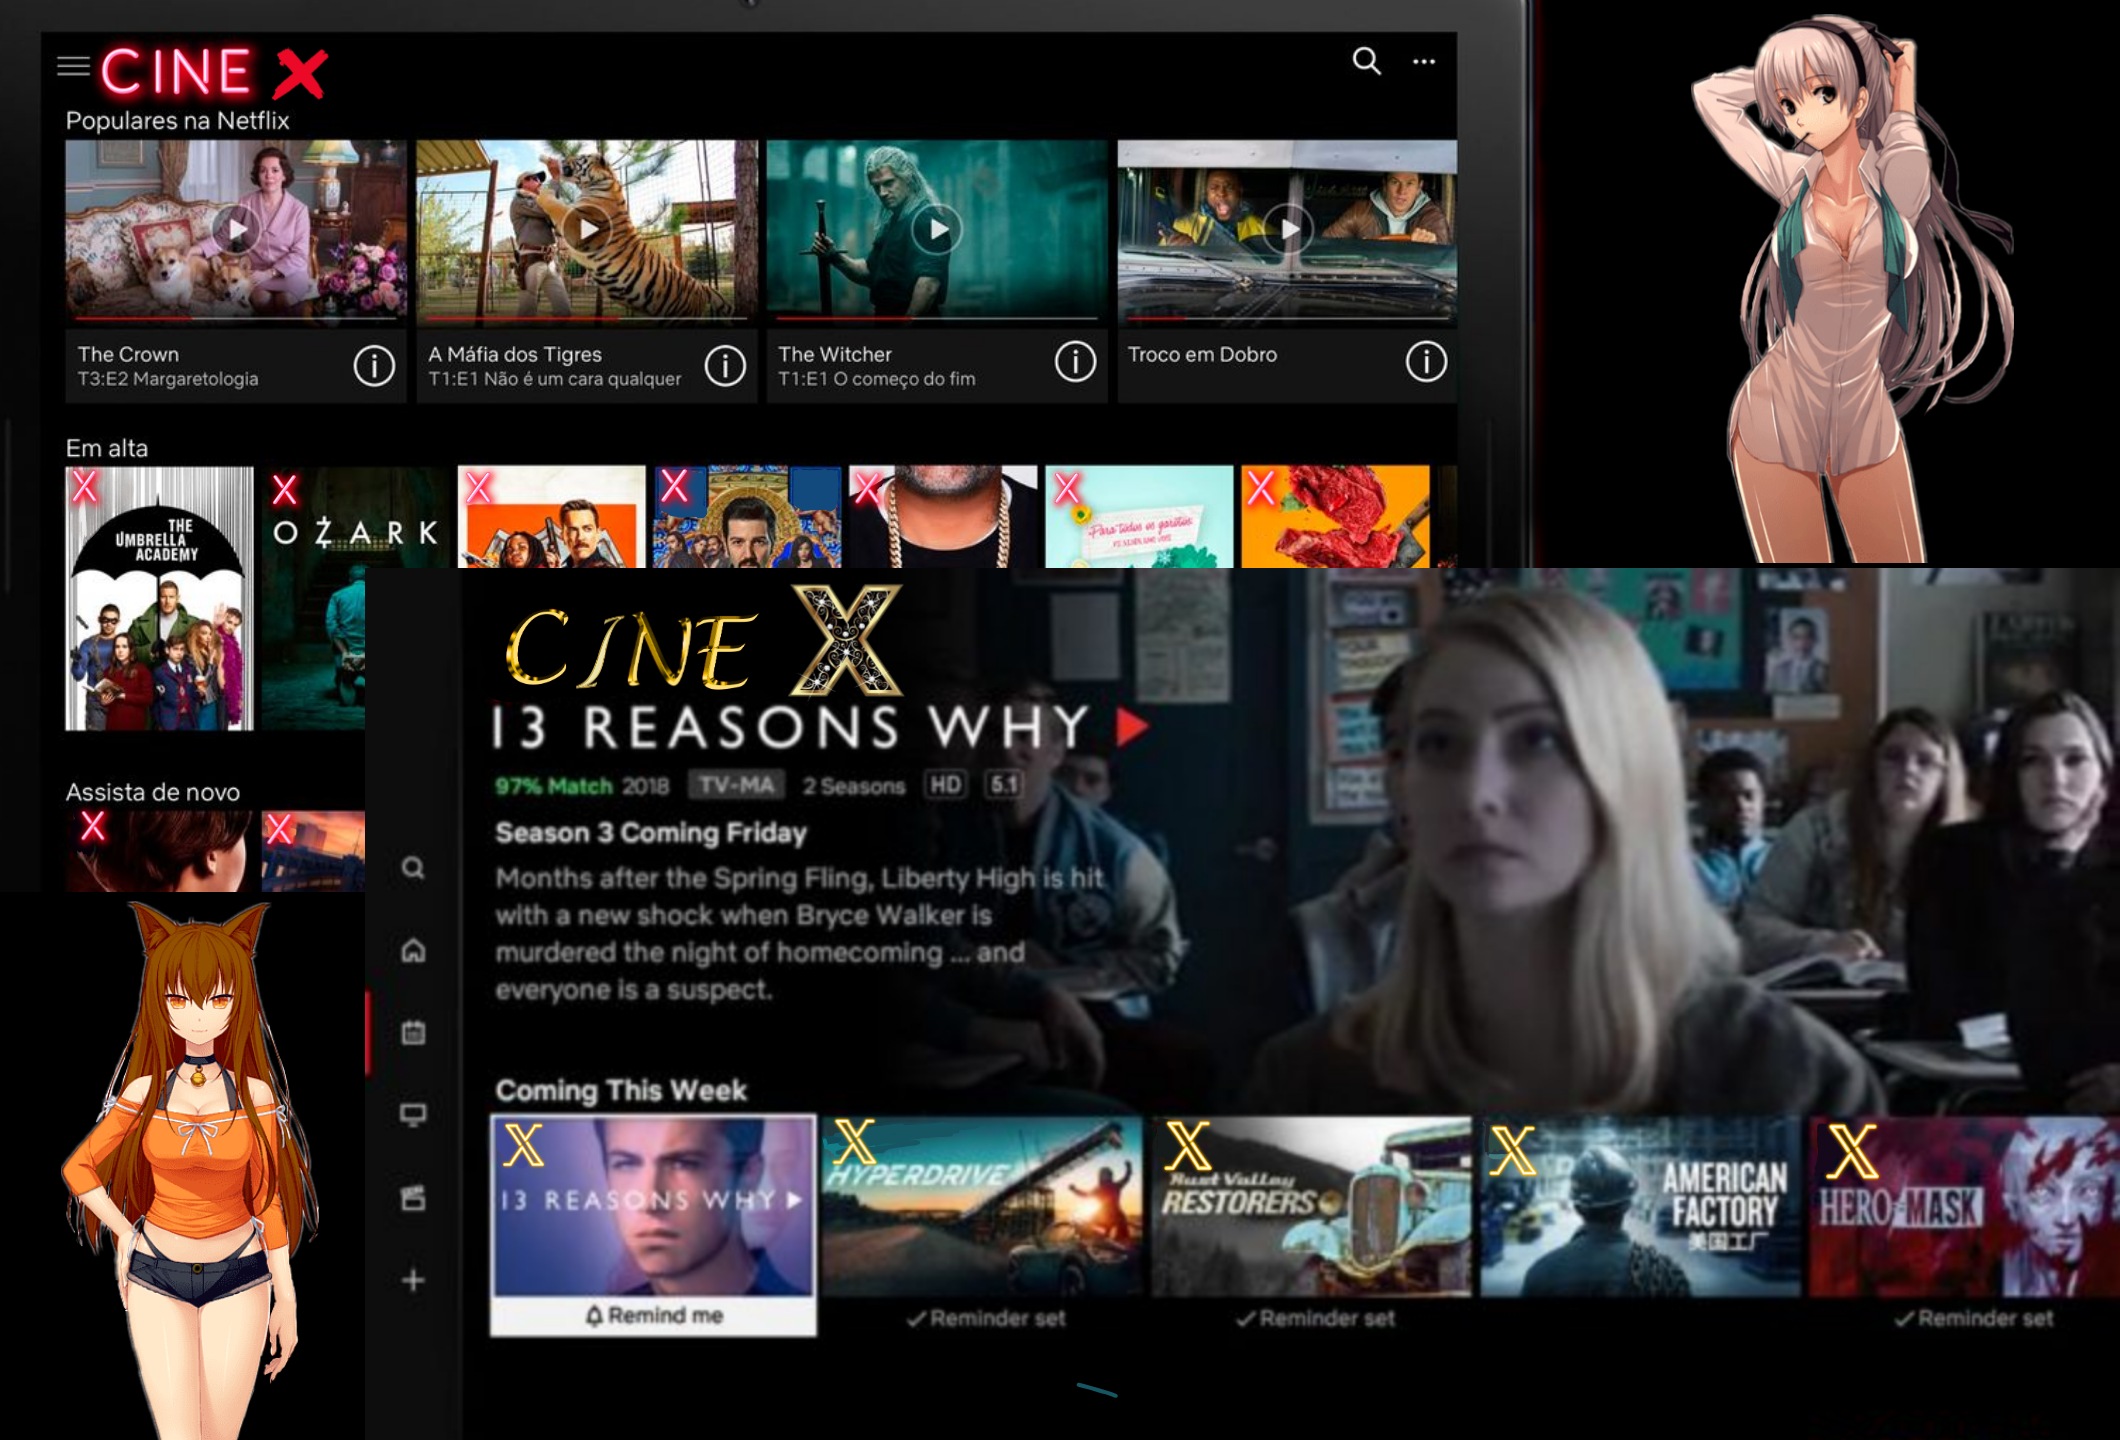 CINE X
Populares na Netflix
The Crown
T3:E2 Margaretologia
A Máfia dos Tigres
T1:E1 Não é um cara qualquer
The Witcher
T1:E1 O começo do fim
Troco em Dobro
Em alta
X
THE
UMBRELLA
ACADEMY
X
OZARK
X
X
X
X
Para todos os garotos:
X
Assista de novo
X
X
CINE X
13 REASONS WHY
97% Match 2018 TV-MA 2 Seasons HD 5.1
Season 3 Coming Friday
Months after the Spring Fling, Liberty High is hit
with a new shock when Bryce Walker is
murdered the night of homecoming ... and
everyone is a suspect.
Coming This Week
X
13 REASONS WHY
X
HYPERDRIVE
X
Rust Valley
RESTORERS
X
AMERICAN
FACTORY
美国工厂
X
HERO MASK
Remind me
Reminder set
Reminder set
Reminder set